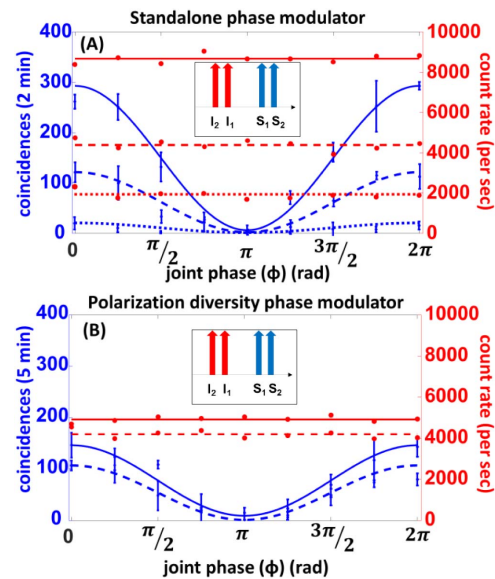 Standalone phase modulator
(A)
coincidences (2 min)
400
300
200
100
0
10000
8000
6000
4000
2000
0
count rate (per sec)
I₂ I₁ S₁ S₂
0 π/2 π 3π/2 2π
joint phase (ϕ) (rad)
Polarization diversity phase modulator
(B)
coincidences (5 min)
400
300
200
100
0
10000
8000
6000
4000
2000
0
count rate (per sec)
I₂ I₁ S₁ S₂
0 π/2 π 3π/2 2π
joint phase (ϕ) (rad)